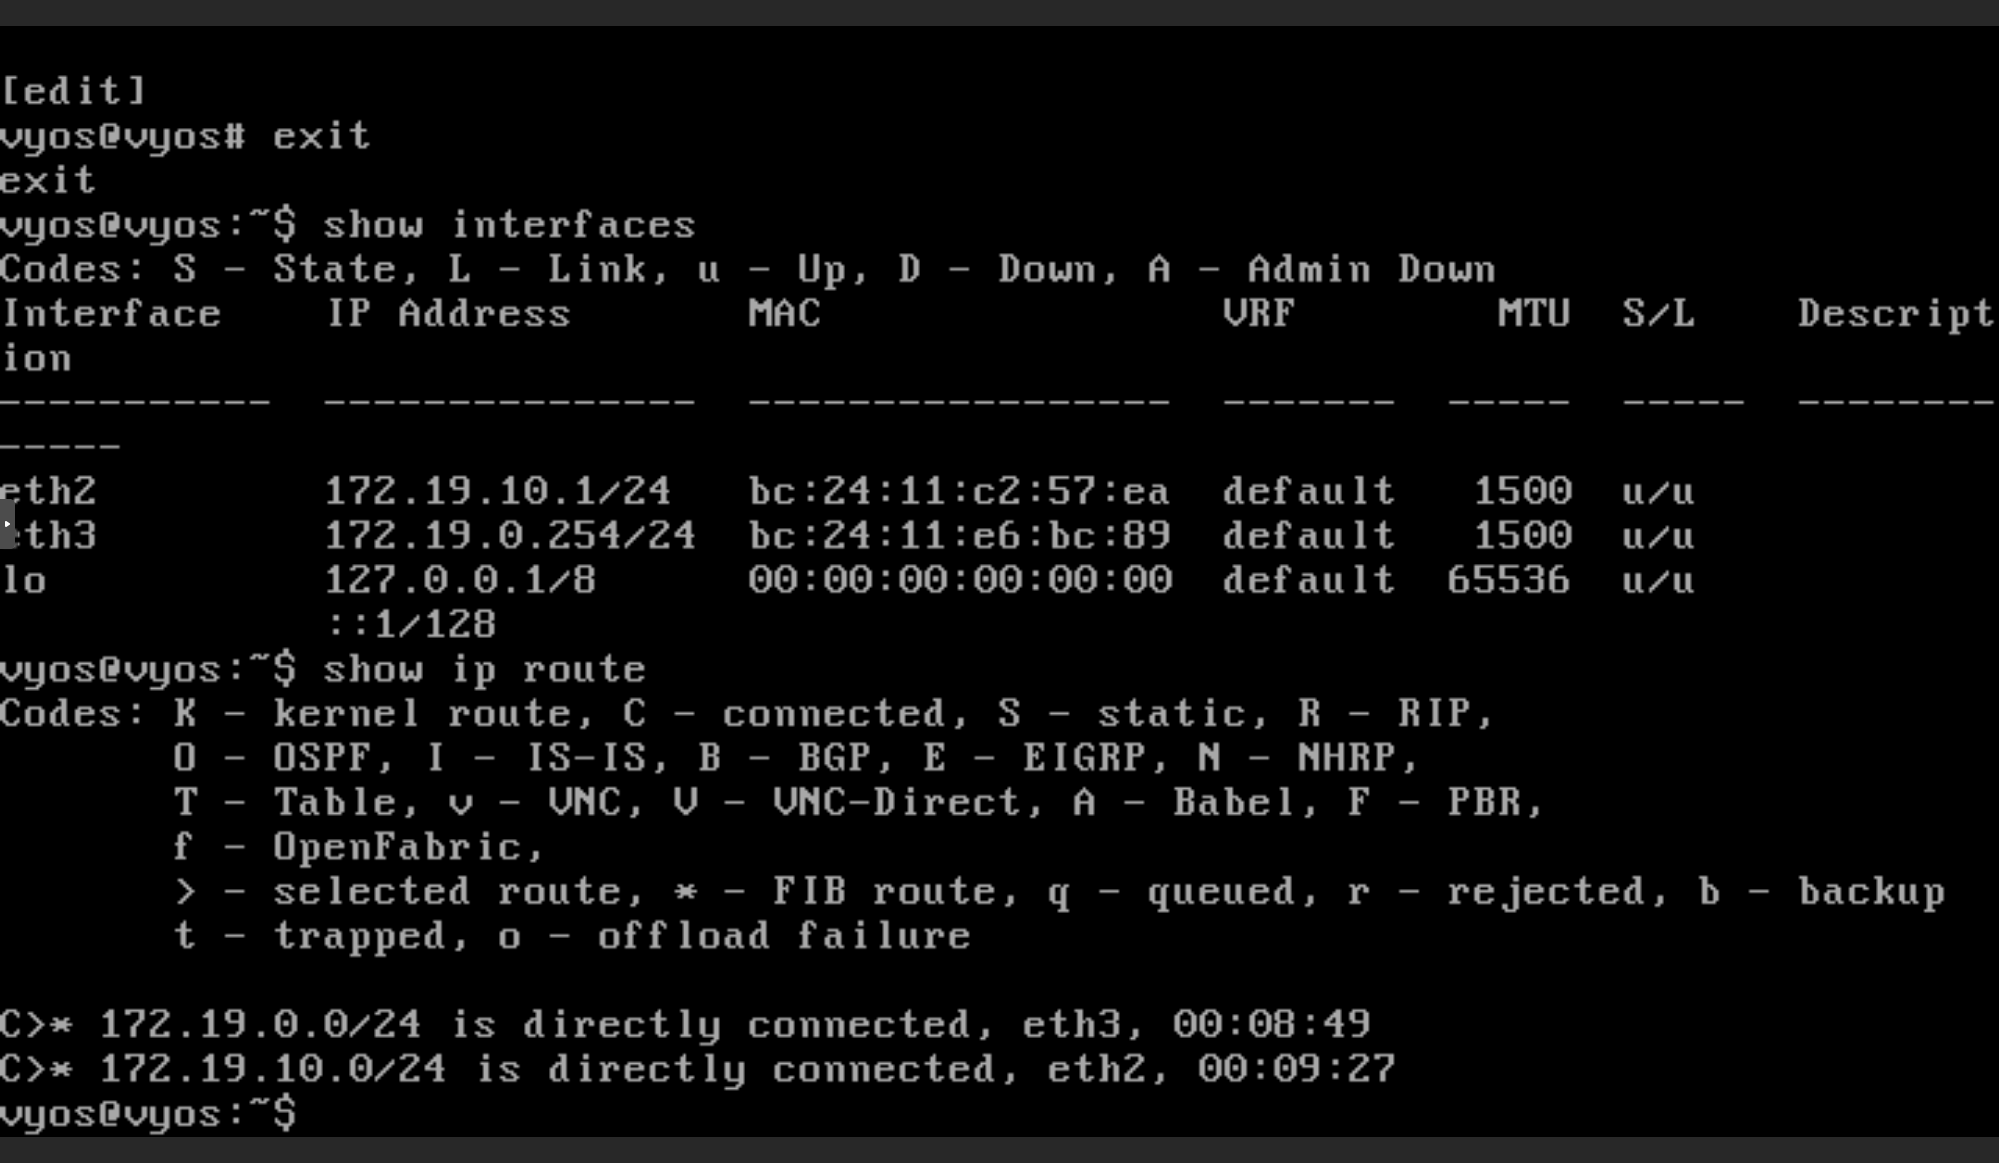 [edit]
vyos@vyos# exit
exit
vyos@vyos:~$ show interfaces
Codes: S - State, L - Link, u - Up, D - Down, A - Admin Down
Interface    IP Address       MAC                VRF        MTU  S/L    Descript
ion
-----------  ---------------  -----------------  -------  -----  -----  --------
-----
eth2         172.19.10.1/24   bc:24:11:c2:57:ea  default   1500  u/u
eth3         172.19.0.254/24  bc:24:11:e6:bc:89  default   1500  u/u
lo           127.0.0.1/8      00:00:00:00:00:00  default  65536  u/u
             ::1/128
vyos@vyos:~$ show ip route
Codes: K - kernel route, C - connected, S - static, R - RIP,
       O - OSPF, I - IS-IS, B - BGP, E - EIGRP, N - NHRP,
       T - Table, v - VNC, V - VNC-Direct, A - Babel, F - PBR,
       f - OpenFabric,
       > - selected route, * - FIB route, q - queued, r - rejected, b - backup
       t - trapped, o - offload failure

C>* 172.19.0.0/24 is directly connected, eth3, 00:08:49
C>* 172.19.10.0/24 is directly connected, eth2, 00:09:27
vyos@vyos:~$